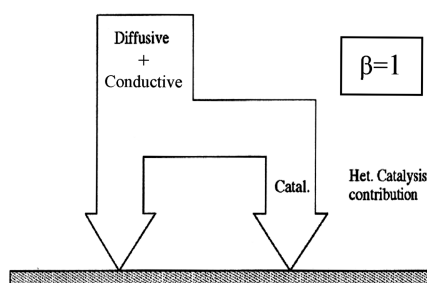 Diffusive
+
Conductive
β=1
Catal.
Het. Catalysis
contribution